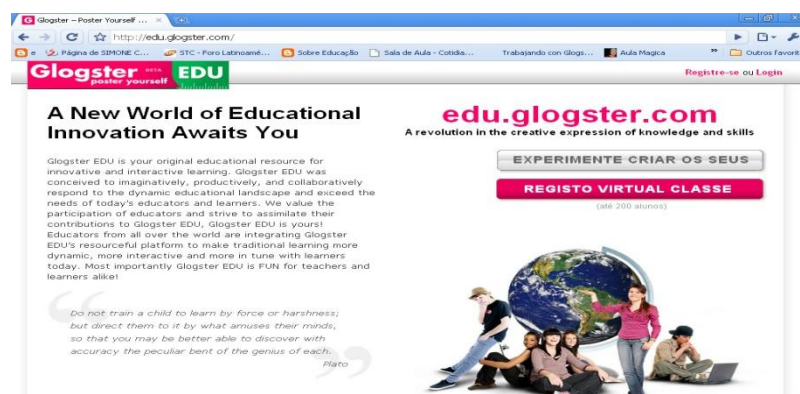 Glogster – Poster Yourself ...
http://edu.glogster.com/
Página de SIMONE C...
STC - Foro Latinoamé...
Sobre Educação
Sala de Aula - Cotidia...
Trabajando con Glogs...
Aula Magica
»
Outros Favorit
Glogster BETA EDU
poster yourself
Registre-se ou Login
A New World of Educational
Innovation Awaits You
Glogster EDU is your original educational resource for
innovative and interactive learning. Glogster EDU was
conceived to imaginatively, productively, and collaboratively
respond to the dynamic educational landscape and exceed the
needs of today's educators and learners. We value the
participation of educators and strive to assimilate their
contributions to Glogster EDU, Glogster EDU is yours!
Educators from all over the world are integrating Glogster
EDU's resourceful platform to make traditional learning more
dynamic, more interactive and more in tune with learners
today. Most importantly Glogster EDU is FUN for teachers and
learners alike!
Do not train a child to learn by force or harshness;
but direct them to it by what amuses their minds,
so that you may be better able to discover with
accuracy the peculiar bent of the genius of each.
Plato
edu.glogster.com
A revolution in the creative expression of knowledge and skills
EXPERIMENTE CRIAR OS SEUS
REGISTO VIRTUAL CLASSE
(até 200 alunos)